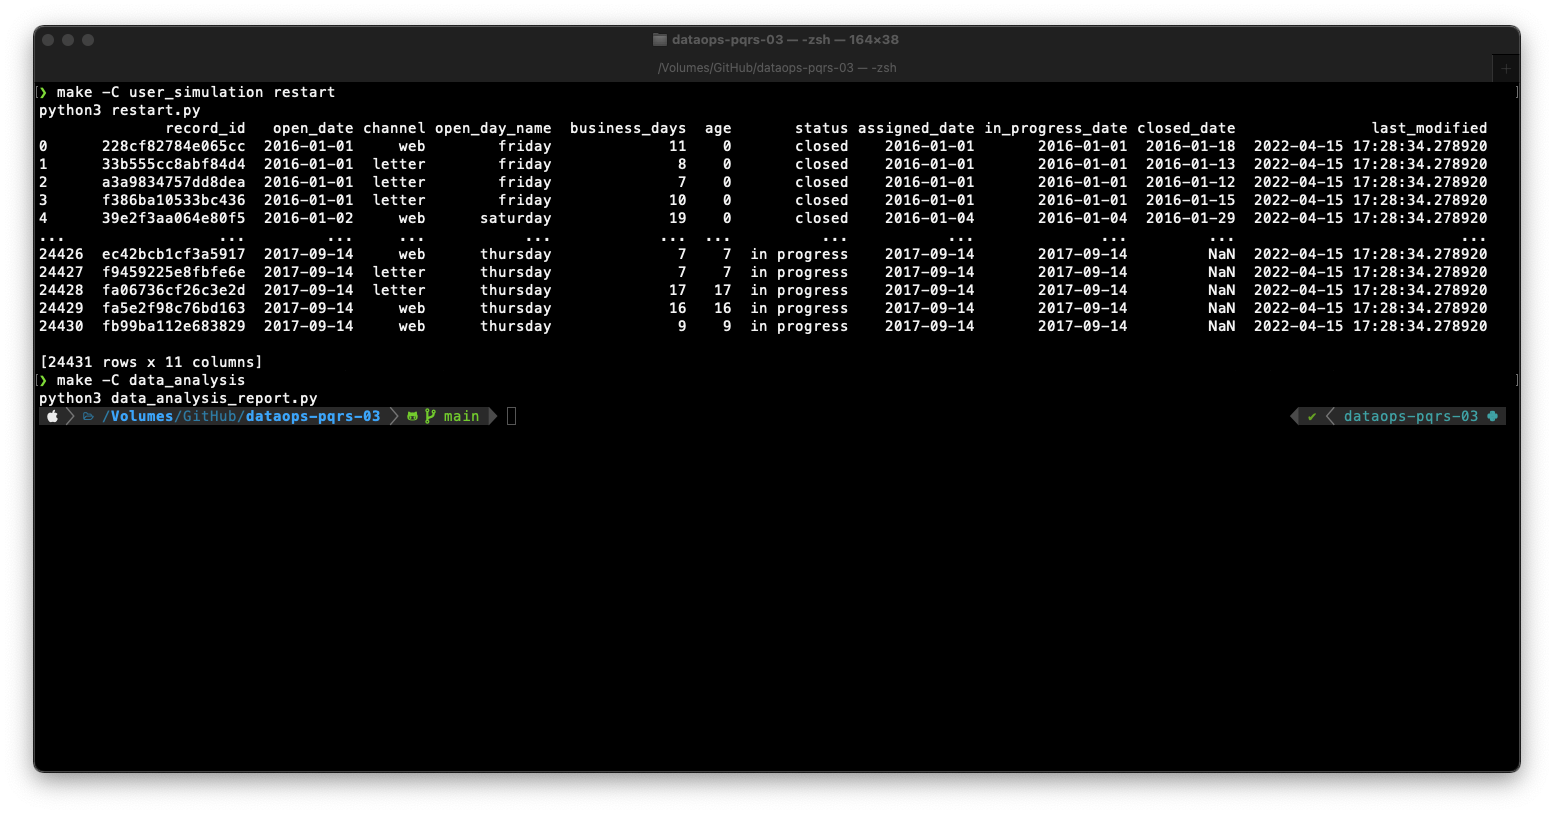 dataops-pqrs-03 — -zsh — 164×38
/Volumes/GitHub/dataops-pqrs-03 — -zsh +
[❯ make -C user_simulation restart ]
python3 restart.py
record_id open_date channel open_day_name business_days age status assigned_date in_progress_date closed_date last_modified
0 228cf82784e065cc 2016-01-01 web friday 11 0 closed 2016-01-01 2016-01-01 2016-01-18 2022-04-15 17:28:34.278920
1 33b555cc8abf84d4 2016-01-01 letter friday 8 0 closed 2016-01-01 2016-01-01 2016-01-13 2022-04-15 17:28:34.278920
2 a3a9834757dd8dea 2016-01-01 letter friday 7 0 closed 2016-01-01 2016-01-01 2016-01-12 2022-04-15 17:28:34.278920
3 f386ba10533bc436 2016-01-01 letter friday 10 0 closed 2016-01-01 2016-01-01 2016-01-15 2022-04-15 17:28:34.278920
4 39e2f3aa064e80f5 2016-01-02 web saturday 19 0 closed 2016-01-04 2016-01-04 2016-01-29 2022-04-15 17:28:34.278920
... ... ... ... ... ... ... ... ... ... ... ...
24426 ec42bcb1cf3a5917 2017-09-14 web thursday 7 7 in progress 2017-09-14 2017-09-14 NaN 2022-04-15 17:28:34.278920
24427 f9459225e8fbfe6e 2017-09-14 letter thursday 7 7 in progress 2017-09-14 2017-09-14 NaN 2022-04-15 17:28:34.278920
24428 fa06736cf26c3e2d 2017-09-14 letter thursday 17 17 in progress 2017-09-14 2017-09-14 NaN 2022-04-15 17:28:34.278920
24429 fa5e2f98c76bd163 2017-09-14 web thursday 16 16 in progress 2017-09-14 2017-09-14 NaN 2022-04-15 17:28:34.278920
24430 fb99ba112e683829 2017-09-14 web thursday 9 9 in progress 2017-09-14 2017-09-14 NaN 2022-04-15 17:28:34.278920
[24431 rows x 11 columns]
[❯ make -C data_analysis ]
python3 data_analysis_report.py
/Volumes/GitHub/dataops-pqrs-03 main ✔ dataops-pqrs-03